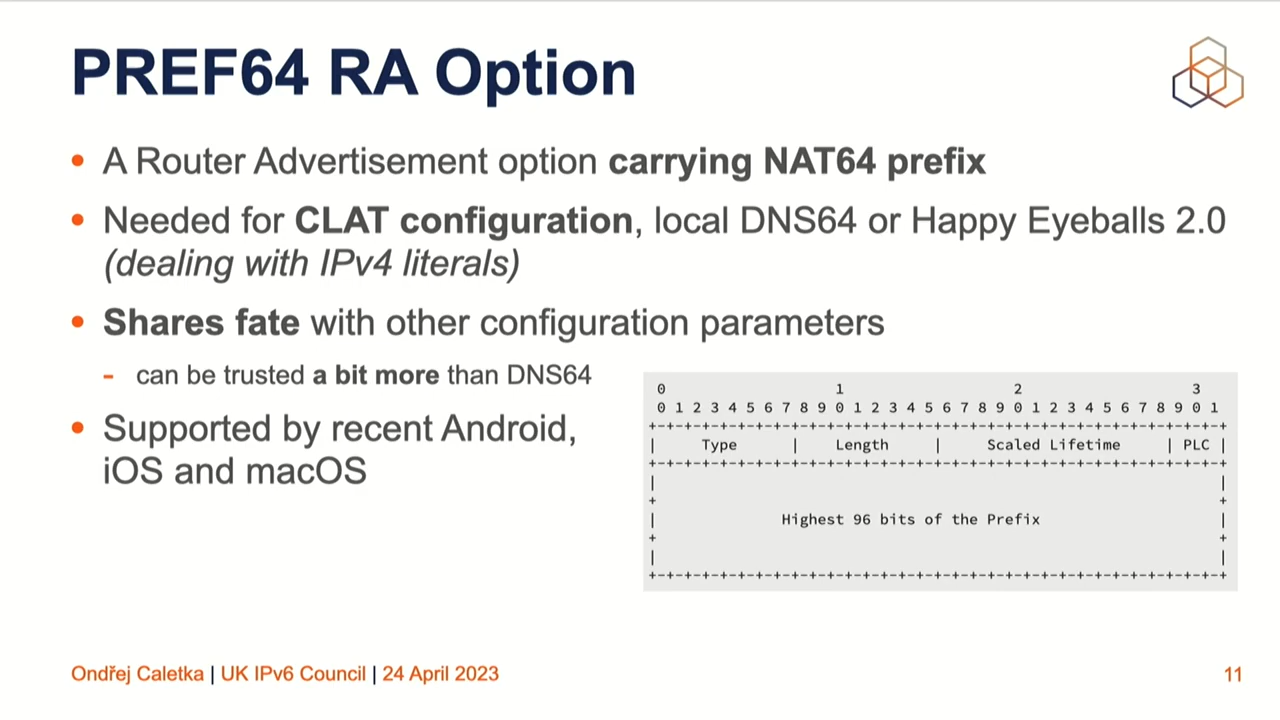 PREF64 RA Option
• A Router Advertisement option carrying NAT64 prefix
• Needed for CLAT configuration, local DNS64 or Happy Eyeballs 2.0
(dealing with IPv4 literals)
• Shares fate with other configuration parameters
- can be trusted a bit more than DNS64
• Supported by recent Android,
iOS and macOS
 0                   1                   2                   3
 0 1 2 3 4 5 6 7 8 9 0 1 2 3 4 5 6 7 8 9 0 1 2 3 4 5 6 7 8 9 0 1
+-+-+-+-+-+-+-+-+-+-+-+-+-+-+-+-+-+-+-+-+-+-+-+-+-+-+-+-+-+-+-+-+
|     Type      |    Length     |     Scaled Lifetime     | PLC |
+-+-+-+-+-+-+-+-+-+-+-+-+-+-+-+-+-+-+-+-+-+-+-+-+-+-+-+-+-+-+-+-+
|                                                               |
+                                                               +
|              Highest 96 bits of the Prefix                    |
+                                                               +
|                                                               |
+-+-+-+-+-+-+-+-+-+-+-+-+-+-+-+-+-+-+-+-+-+-+-+-+-+-+-+-+-+-+-+-+
Ondřej Caletka | UK IPv6 Council | 24 April 2023
11